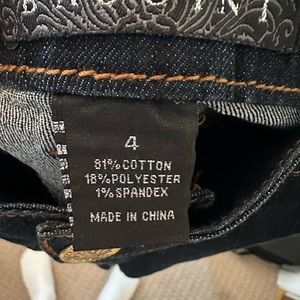 4
81% COTTON
18% POLYESTER
1% SPANDEX
MADE IN CHINA